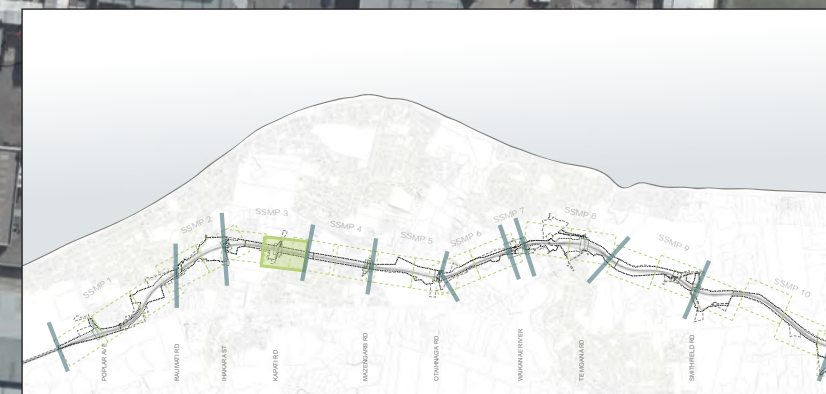 SSMP 1
SSMP 2
SSMP 3
SSMP 4
SSMP 5
SSMP 6
SSMP 7
SSMP 8
SSMP 9
SSMP 10
POPLAR AVE
RAUMATI RD
IHAKARA ST
KAPATI RD
MAZENGARB RD
OTAIHANGA RD
WAIKANAE RIVER
TE MOANA RD
SMITHFIELD RD